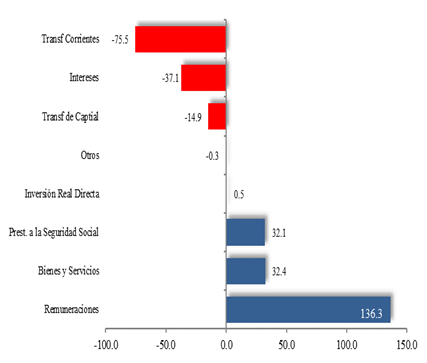 Transf Corrientes -75.5
Intereses -37.1
Transf de Captial -14.9
Otros -0.3
Inversión Real Directa 0.5
Prest. a la Seguridad Social 32.1
Bienes y Servicios 32.4
Remuneraciones 136.3
-100.0 -50.0 0.0 50.0 100.0 150.0